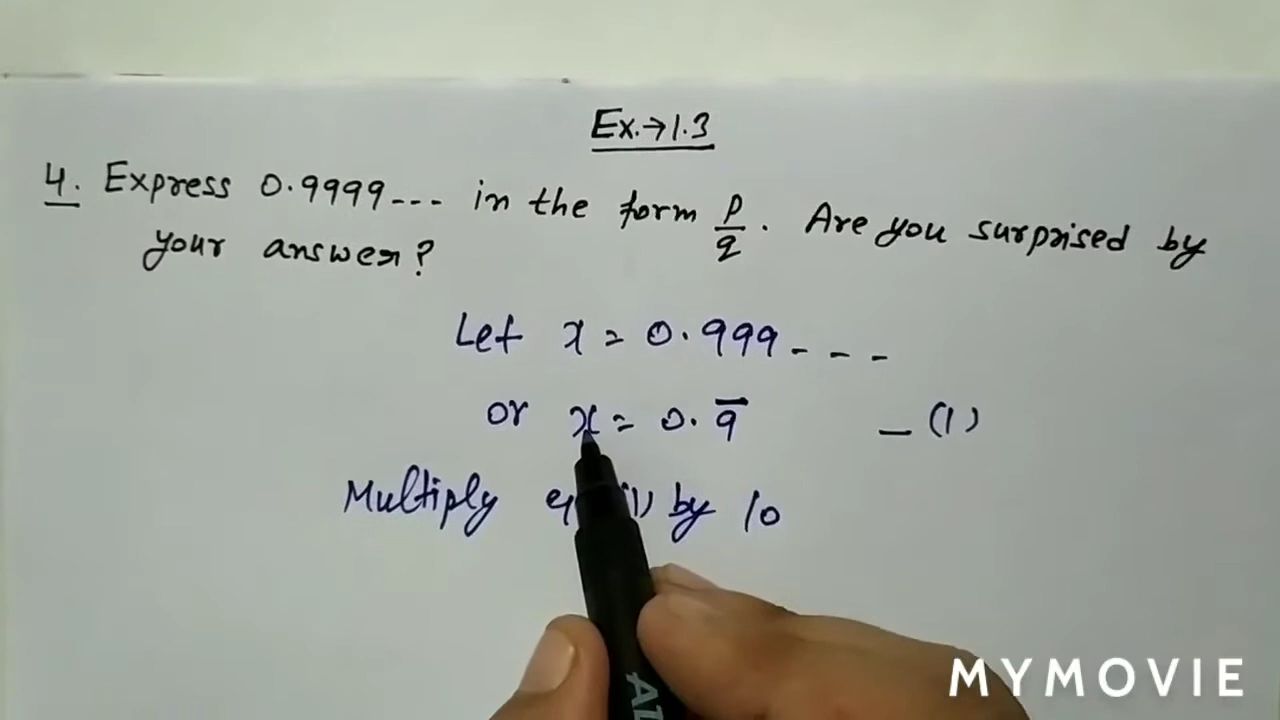 Ex.→1.3
4. Express 0.9999--- in the form p/q. Are you surprised by
your answer?
Let x = 0.999---
or x = 0.9̅ _(1)
Multiply (1) by 10
MYMOVIE